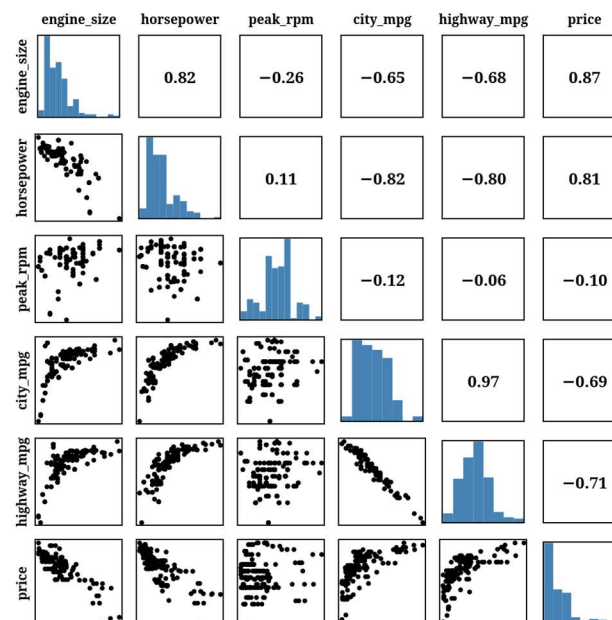 engine_size horsepower peak_rpm city_mpg highway_mpg price
engine_size 0.82 −0.26 −0.65 −0.68 0.87
horsepower 0.11 −0.82 −0.80 0.81
peak_rpm −0.12 −0.06 −0.10
city_mpg 0.97 −0.69
highway_mpg −0.71
price